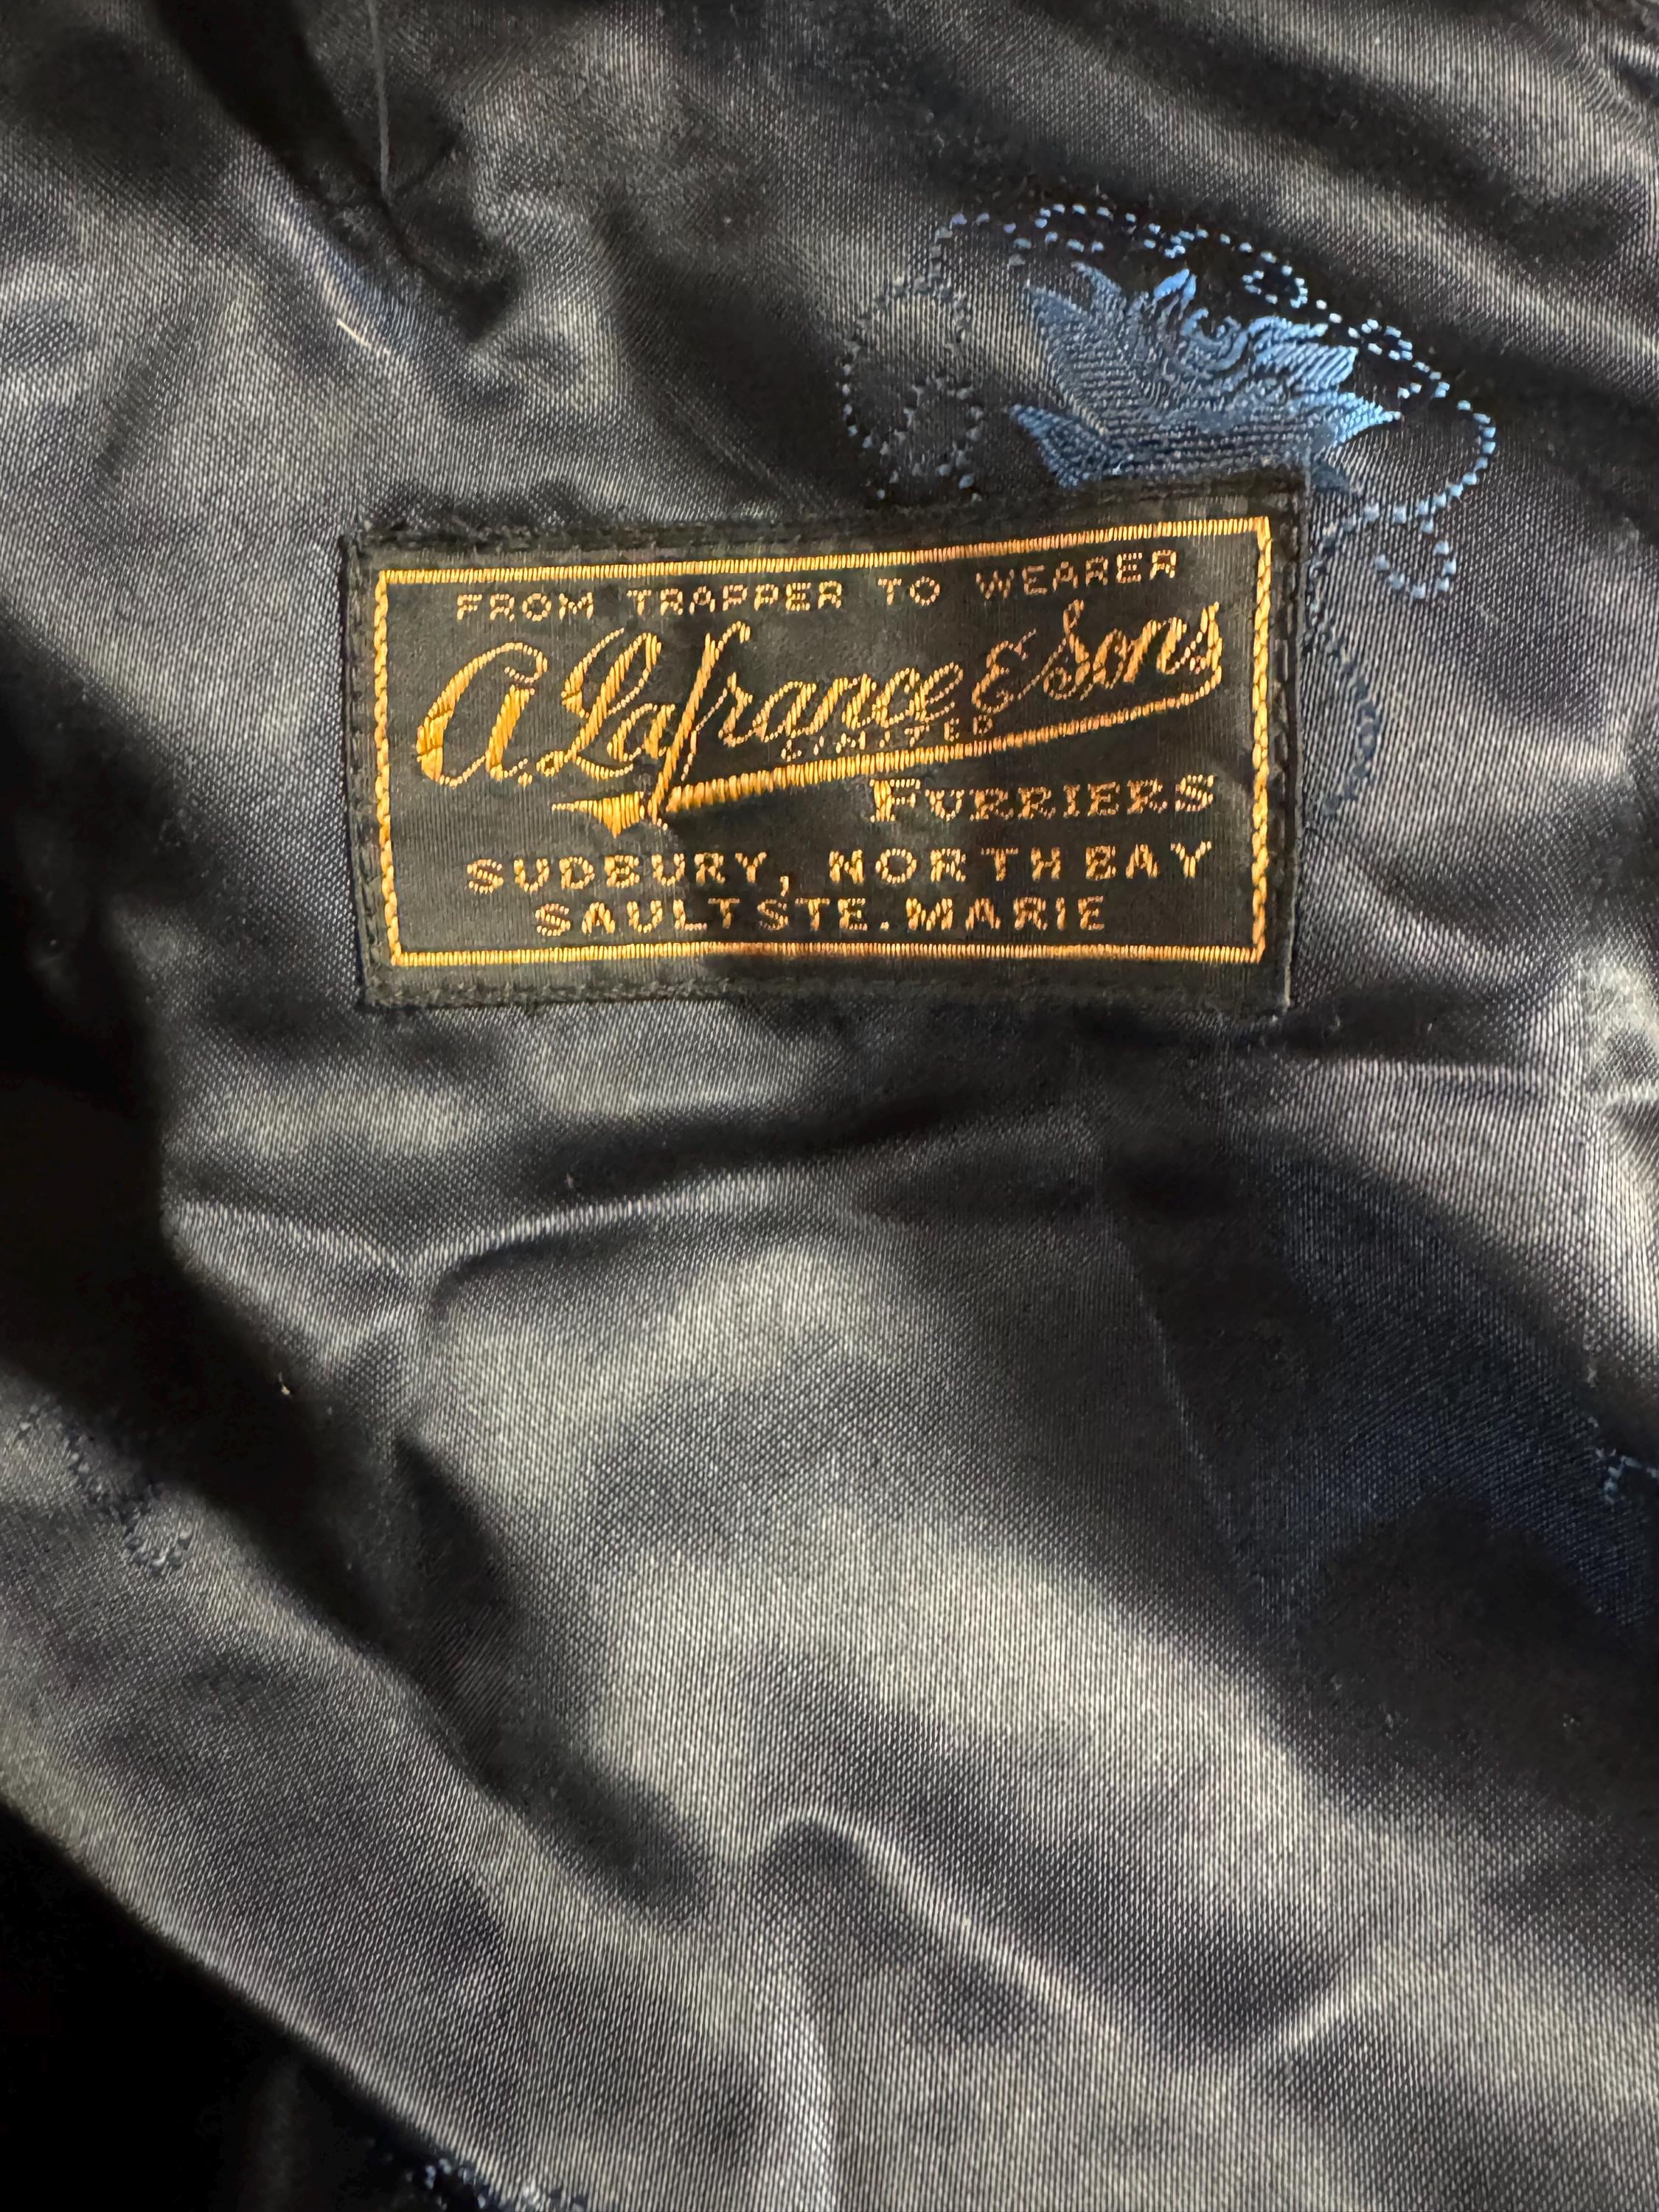 FROM TRAPPER TO WEARER
A. Lafrance & Sons
LIMITED
FURRIERS
SUDBURY, NORTH BAY
SAULT STE. MARIE